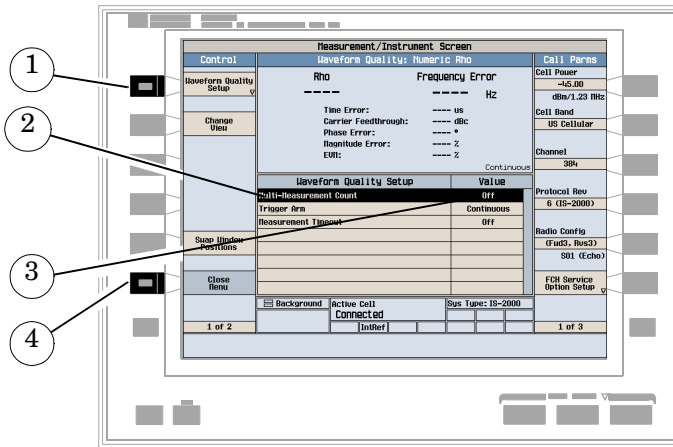 Measurement/Instrument Screen
Control
Waveform Quality: Numeric Rho
Call Parms
1
Waveform Quality
Setup
Rho
Frequency Error
---- 
---- Hz
Cell Power
-45.00
dBm/1.23 MHz
Time Error: ---- us
Carrier Feedthrough: ---- dBc
Phase Error: ---- °
Magnitude Error: ---- %
EVM: ---- %
Continuous
2
Change
View
Cell Band
US Cellular
Channel
384
Waveform Quality Setup
Value
Multi-Measurement Count
Off
Trigger Arm
Continuous
Measurement Timeout
Off
Protocol Rev
6 (IS-2000)
3
Swap Window
Positions
Radio Config
(Fwd3, Rvs3)
SO1 (Echo)
4
Close
Menu
FCH Service
Option Setup
Background
Active Cell
Connected
Sys Type: IS-2000
IntRef
1 of 2
1 of 3